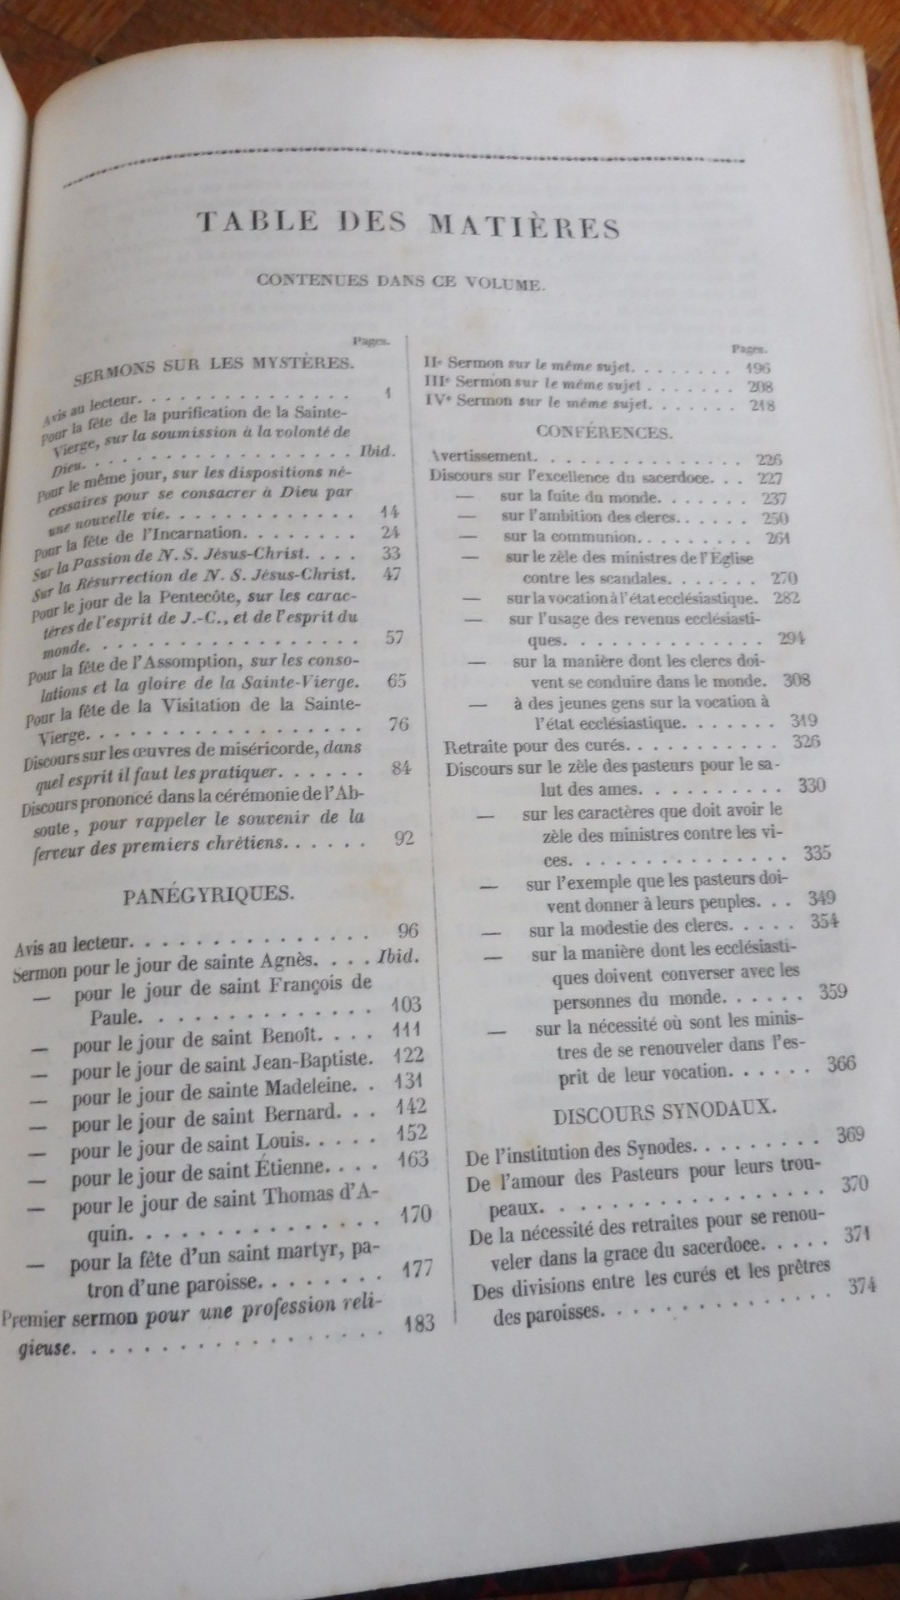 TABLE DES MATIÈRES
CONTENUES DANS CE VOLUME.
Pages.
SERMONS SUR LES MYSTÈRES.
Avis au lecteur. . . . . . . . . . . . . . . 1
Pour la fête de la purification de la Sainte-
Vierge, sur la soumission à la volonté de
Dieu. . . . . . . . . . . . . . . . Ibid.
Pour le même jour, sur les dispositions né-
cessaires pour se consacrer à Dieu par
une nouvelle vie. . . . . . . . . . . . . 14
Pour la fête de l'Incarnation. . . . . . . . 24
Sur la Passion de N. S. Jésus-Christ. . . . 33
Sur la Résurrection de N. S. Jésus-Christ. 47
Pour le jour de la Pentecôte, sur les carac-
tères de l'esprit de J.-C., et de l'esprit du
monde. . . . . . . . . . . . . . . . . . 57
Pour la fête de l'Assomption, sur les conso-
lations et la gloire de la Sainte-Vierge. 65
Pour la fête de la Visitation de la Sainte-
Vierge. . . . . . . . . . . . . . . . . . 76
Discours sur les œuvres de miséricorde, dans
quel esprit il faut les pratiquer. . . . . . 84
Discours prononcé dans la cérémonie de l'Ab-
soute, pour rappeler le souvenir de la
ferveur des premiers chrétiens. . . . . . 92
PANÉGYRIQUES.
Avis au lecteur. . . . . . . . . . . . . . . 96
Sermon pour le jour de sainte Agnès. . . . Ibid.
— pour le jour de saint François de
Paule. . . . . . . . . . . . . . 103
— pour le jour de saint Benoît. . . . 111
— pour le jour de saint Jean-Baptiste. 122
— pour le jour de sainte Madeleine. . 131
— pour le jour de saint Bernard. . . 142
— pour le jour de saint Louis. . . . . 152
— pour le jour de saint Étienne. . . . 163
— pour le jour de saint Thomas d'A-
quin. . . . . . . . . . . . . . . 170
— pour la fête d'un saint martyr, pa-
tron d'une paroisse. . . . . . . . 177
Premier sermon pour une profession reli-
gieuse. . . . . . . . . . . . . . . . . . 183
Pages.
IIe Sermon sur le même sujet. . . . . . . . 196
IIIe Sermon sur le même sujet . . . . . . . 208
IVe Sermon sur le même sujet. . . . . . . 218
CONFÉRENCES.
Avertissement. . . . . . . . . . . . . . . 226
Discours sur l'excellence du sacerdoce. . . 227
— sur la fuite du monde. . . . . . . 237
— sur l'ambition des clercs. . . . . . 250
— sur la communion. . . . . . . . . 261
— sur le zèle des ministres de l'Église
contre les scandales. . . . . . . 270
— sur la vocation à l'état ecclésiastique. 282
— sur l'usage des revenus ecclésiasti-
ques. . . . . . . . . . . . . . . 294
— sur la manière dont les clercs doi-
vent se conduire dans le monde. 308
— à des jeunes gens sur la vocation à
l'état ecclésiastique. . . . . . . 319
Retraite pour des curés. . . . . . . . . . . 326
Discours sur le zèle des pasteurs pour le sa-
lut des ames. . . . . . . . . . 330
— sur les caractères que doit avoir le
zèle des ministres contre les vi-
ces. . . . . . . . . . . . . . . 335
— sur l'exemple que les pasteurs doi-
vent donner à leurs peuples. . . 349
— sur la modestie des clercs. . . . . 354
— sur la manière dont les ecclésiasti-
ques doivent converser avec les
personnes du monde. . . . . . 359
— sur la nécessité où sont les minis-
tres de se renouveler dans l'es-
prit de leur vocation. . . . . . 366
DISCOURS SYNODAUX.
De l'institution des Synodes. . . . . . . . . 369
De l'amour des Pasteurs pour leurs trou-
peaux. . . . . . . . . . . . . . . . . . 370
De la nécessité des retraites pour se renou-
veler dans la grace du sacerdoce. . . . . 371
Des divisions entre les curés et les prêtres
des paroisses. . . . . . . . . . . . . . . 374